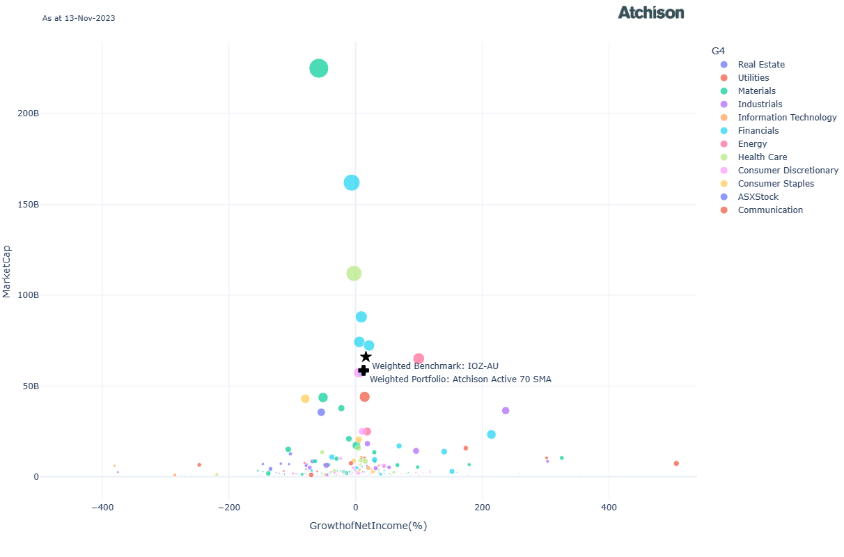 As at 13-Nov-2023
Atchison
G4
Real Estate
Utilities
Materials
Industrials
Information Technology
Financials
Energy
Health Care
Consumer Discretionary
Consumer Staples
ASXStock
Communication
MarketCap
200B
150B
100B
50B
0
Weighted Benchmark: IOZ-AU
Weighted Portfolio: Atchison Active 70 SMA
−400
−200
0
200
400
GrowthofNetIncome(%)